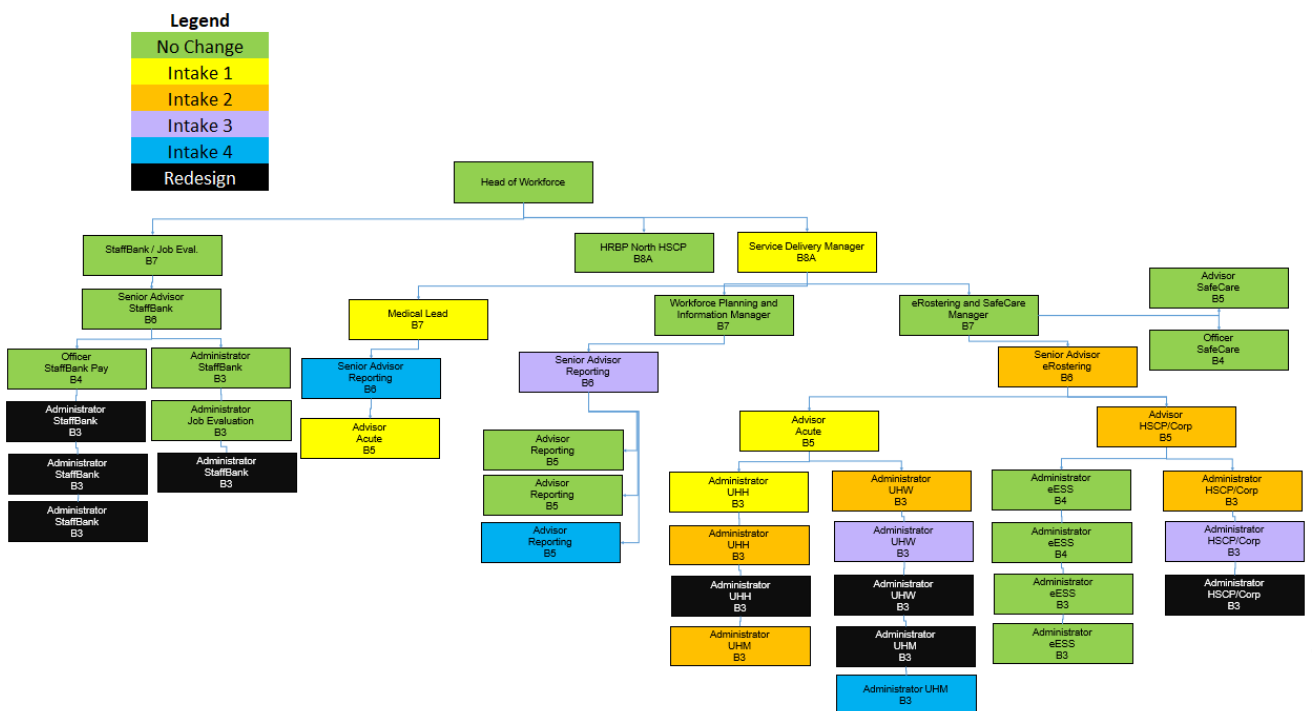 Legend
No Change
Intake 1
Intake 2
Intake 3
Intake 4
Redesign
Head of Workforce
StaffBank / Job Eval.
B7
HRBP North HSCP
B8A
Service Delivery Manager
B8A
Senior Advisor
StaffBank
B6
Medical Lead
B7
Workforce Planning and
Information Manager
B7
eRostering and SafeCare
Manager
B7
Advisor
SafeCare
B5
Officer
SafeCare
B4
Officer
StaffBank Pay
B4
Administrator
StaffBank
B3
Senior Advisor
Reporting
B6
Senior Advisor
Reporting
B6
Senior Advisor
eRostering
B6
Administrator
StaffBank
B3
Administrator
Job Evaluation
B3
Advisor
Acute
B5
Advisor
Acute
B5
Advisor
HSCP/Corp
B5
Administrator
StaffBank
B3
Administrator
StaffBank
B3
Administrator
StaffBank
B3
Advisor
Reporting
B5
Advisor
Reporting
B5
Advisor
Reporting
B5
Administrator
UHH
B3
Administrator
UHH
B3
Administrator
UHH
B3
Administrator
UHM
B3
Administrator
UHW
B3
Administrator
UHW
B3
Administrator
UHW
B3
Administrator
UHM
B3
Administrator UHM
B3
Administrator
eESS
B4
Administrator
eESS
B4
Administrator
eESS
B3
Administrator
eESS
B3
Administrator
HSCP/Corp
B3
Administrator
HSCP/Corp
B3
Administrator
HSCP/Corp
B3